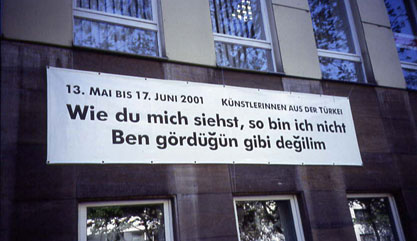 13. MAI BIS 17. JUNI 2001 KÜNSTLERINNEN AUS DER TÜRKEI
Wie du mich siehst, so bin ich nicht
Ben gördüğün gibi değilim